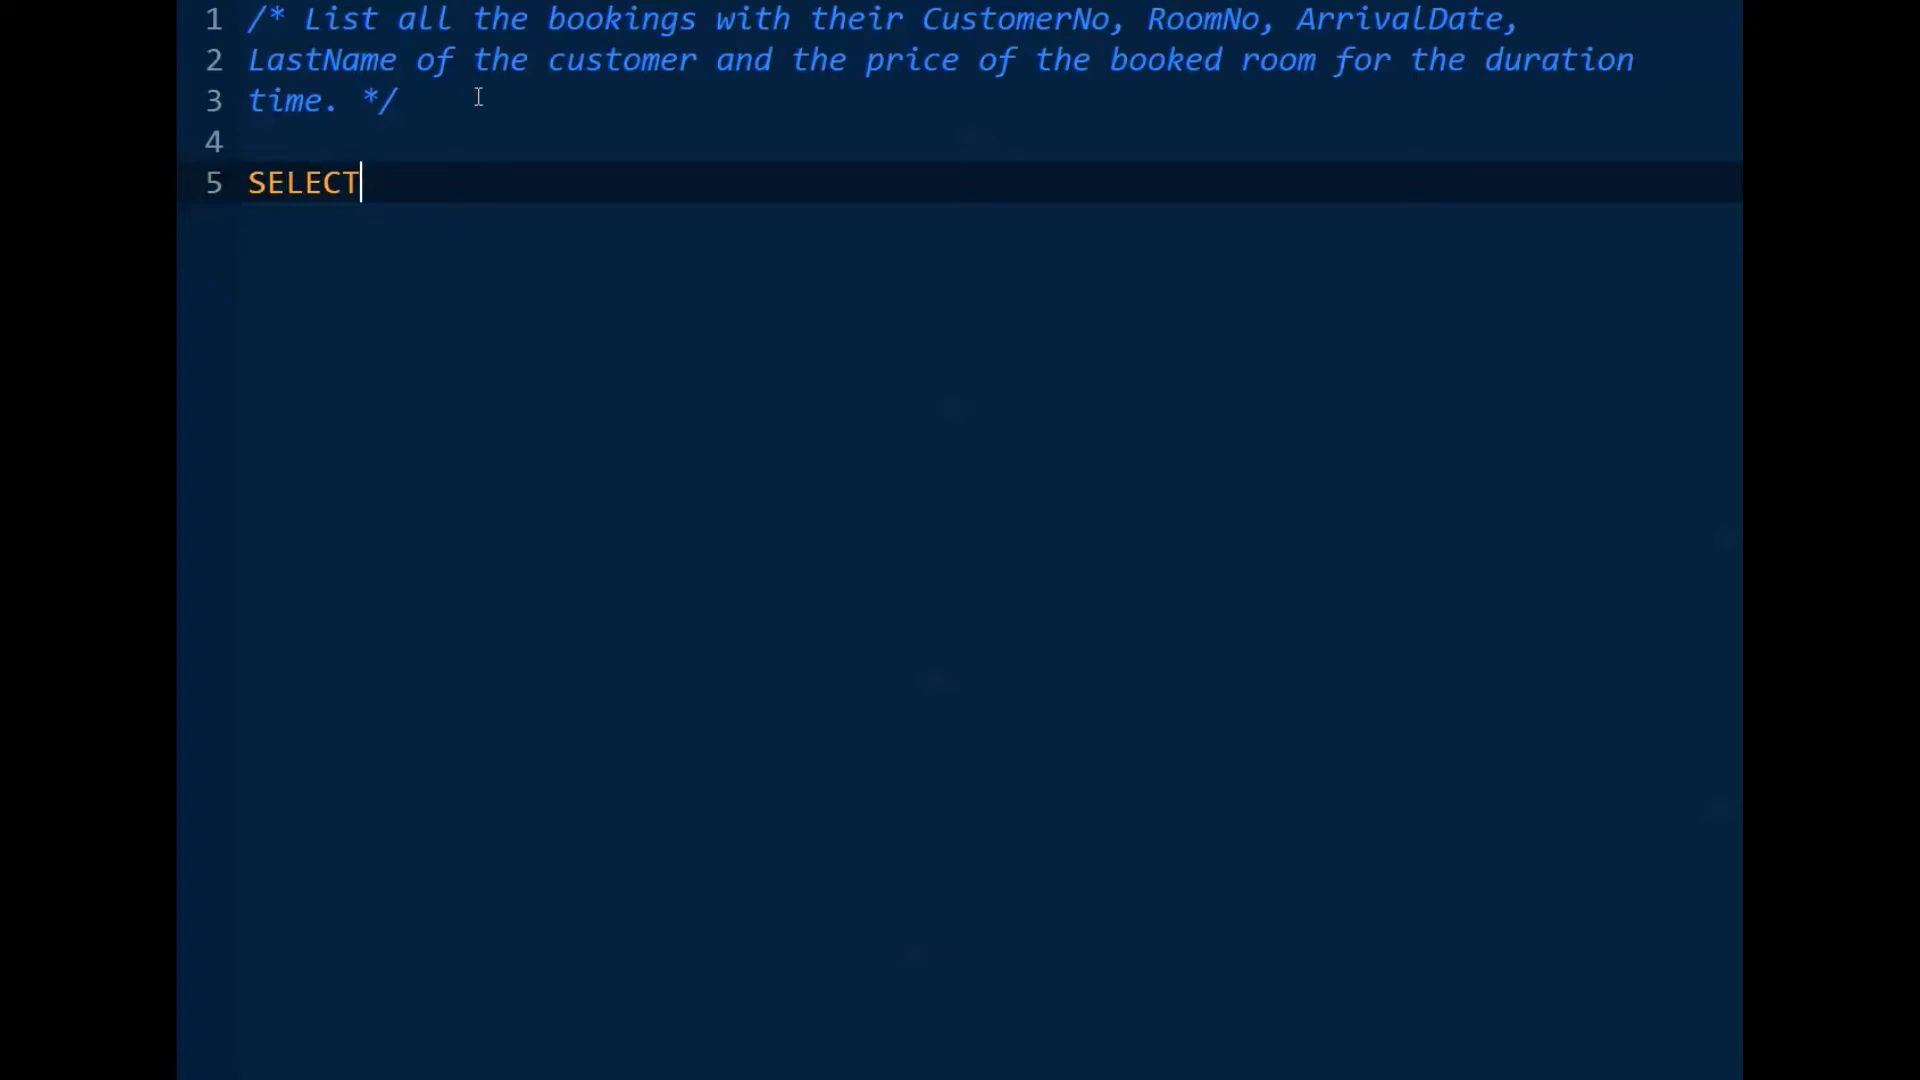 1 /* List all the bookings with their CustomerNo, RoomNo, ArrivalDate,
2 LastName of the customer and the price of the booked room for the duration
3 time. */
4
5 SELECT